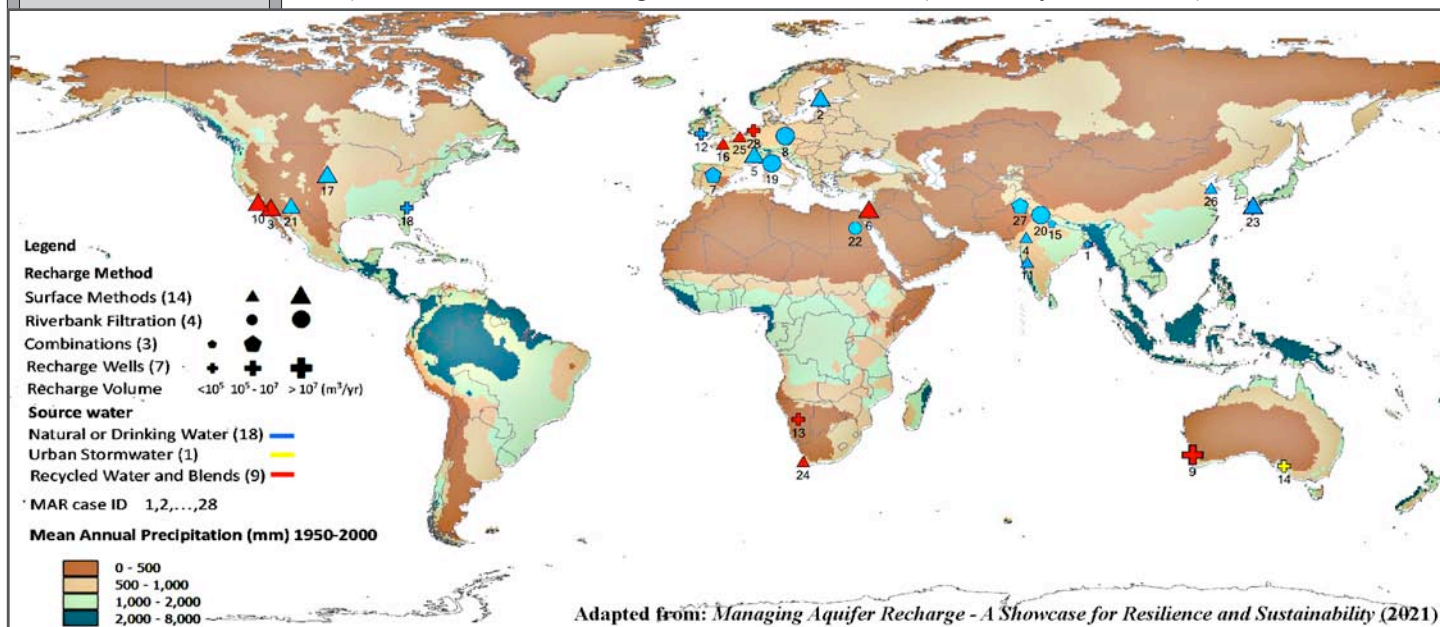 2
12
25
28
8
16
5
19
7
17
10
3
21
18
6
22
27
20
15
26
23
4
11
1
13
24
9
14
Legend
Recharge Method
Surface Methods (14)
Riverbank Filtration (4)
Combinations (3)
Recharge Wells (7)
Recharge Volume <10⁵ 10⁵ - 10⁷ > 10⁷ (m³/yr)
Source water
Natural or Drinking Water (18)
Urban Stormwater (1)
Recycled Water and Blends (9)
MAR case ID 1,2,...,28
Mean Annual Precipitation (mm) 1950-2000
0 - 500
500 - 1,000
1,000 - 2,000
2,000 - 8,000
Adapted from: Managing Aquifer Recharge - A Showcase for Resilience and Sustainability (2021)